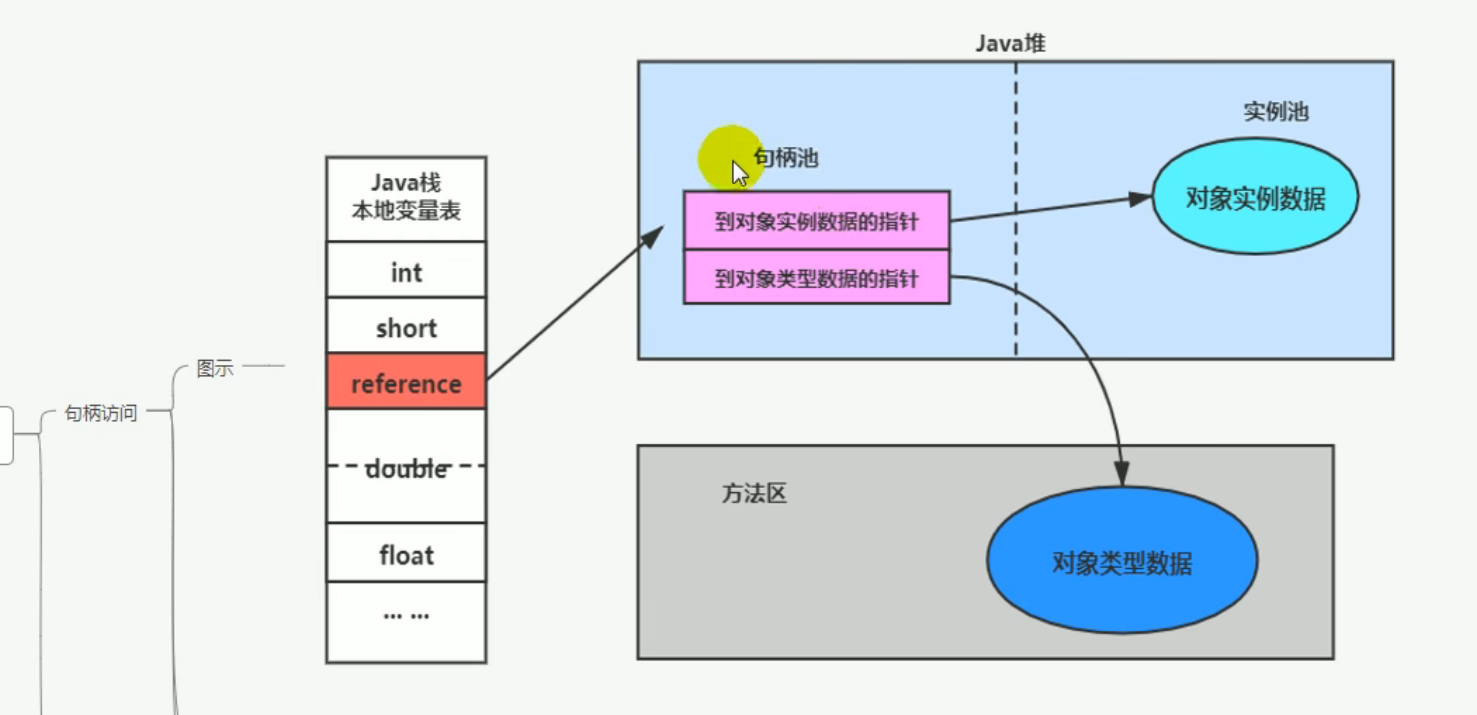 Java堆
实例池
句柄池
Java栈
本地变量表
到对象实例数据的指针
对象实例数据
int
到对象类型数据的指针
short
图示
reference
句柄访问
double
方法区
float
对象类型数据
... ...